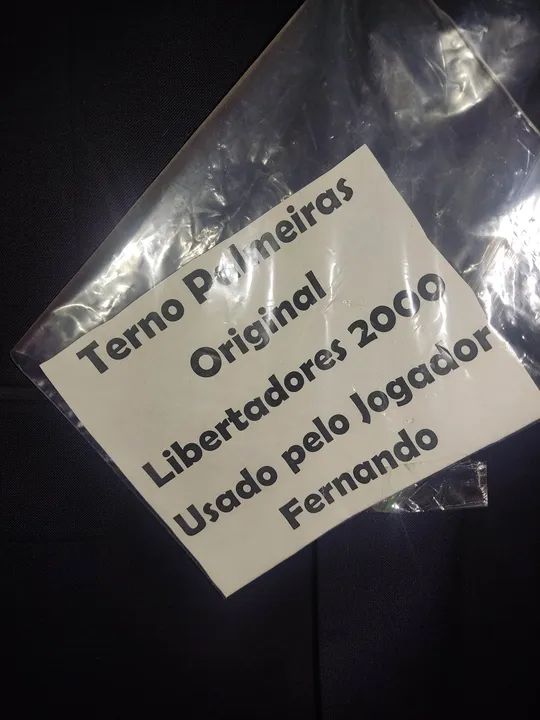 Terno Palmeiras
Original
Libertadores 2000
Usado pelo Jogador
Fernando